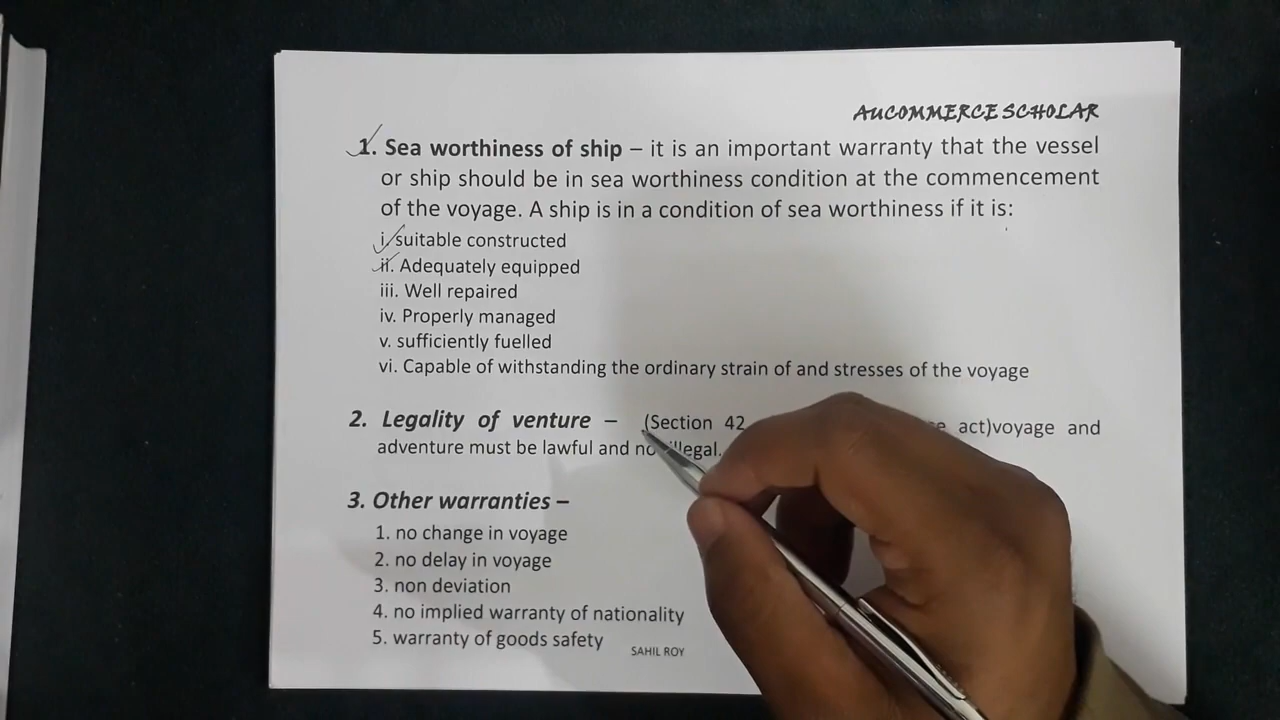 AUCOMMERCE SCHOLAR
1. Sea worthiness of ship – it is an important warranty that the vessel
or ship should be in sea worthiness condition at the commencement
of the voyage. A ship is in a condition of sea worthiness if it is:
i. suitable constructed
ii. Adequately equipped
iii. Well repaired
iv. Properly managed
v. sufficiently fuelled
vi. Capable of withstanding the ordinary strain of and stresses of the voyage
2. Legality of venture – (Section 42 act)voyage and
adventure must be lawful and
3. Other warranties –
1. no change in voyage
2. no delay in voyage
3. non deviation
4. no implied warranty of nationality
5. warranty of goods safety
SAHIL ROY